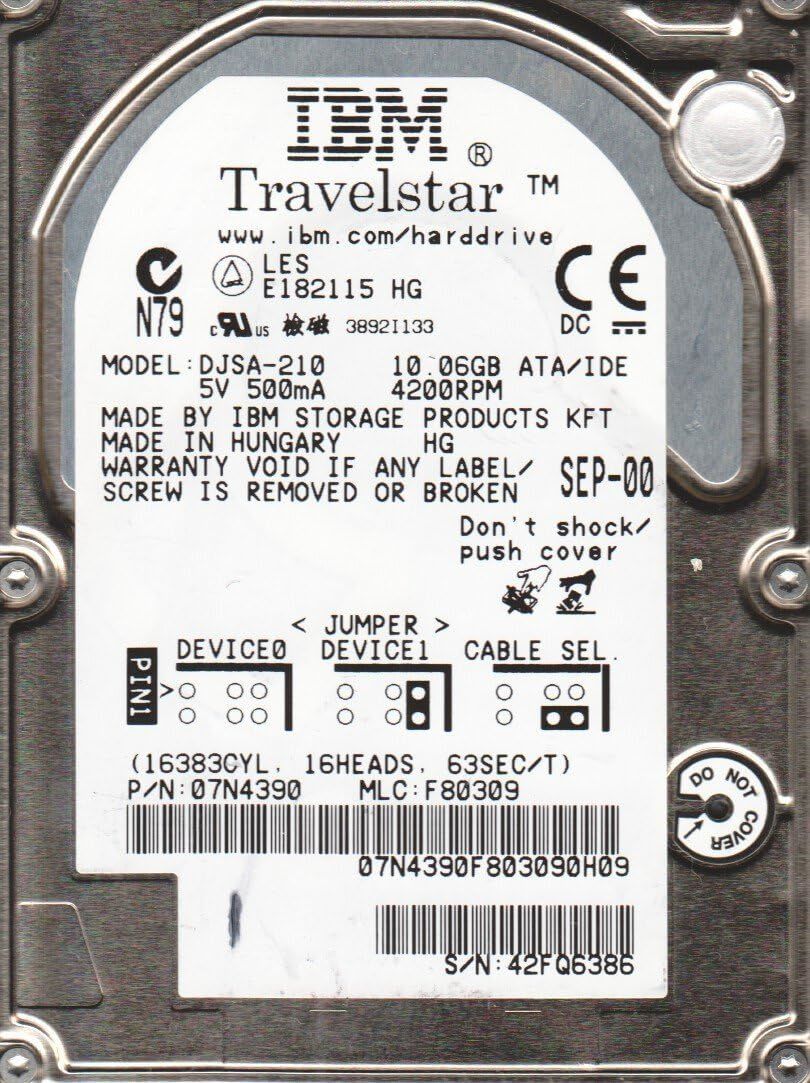 IBM ®
Travelstar ™
www.ibm.com/harddrive
N79
LES
E182115 HG
c RU us
38921133
CE
DC
MODEL:DJSA-210 10.06GB ATA/IDE
5V 500mA 4200RPM
MADE BY IBM STORAGE PRODUCTS KFT
MADE IN HUNGARY HG
WARRANTY VOID IF ANY LABEL/
SCREW IS REMOVED OR BROKEN
SEP-00
Don't shock/
push cover
< JUMPER >
DEVICE0 DEVICE1 CABLE SEL.
PIN1
>
(16383CYL. 16HEADS. 63SEC/T)
P/N:07N4390 MLC:F80309
07N4390F803090H09
DO NOT COVER
S/N:42FQ6386